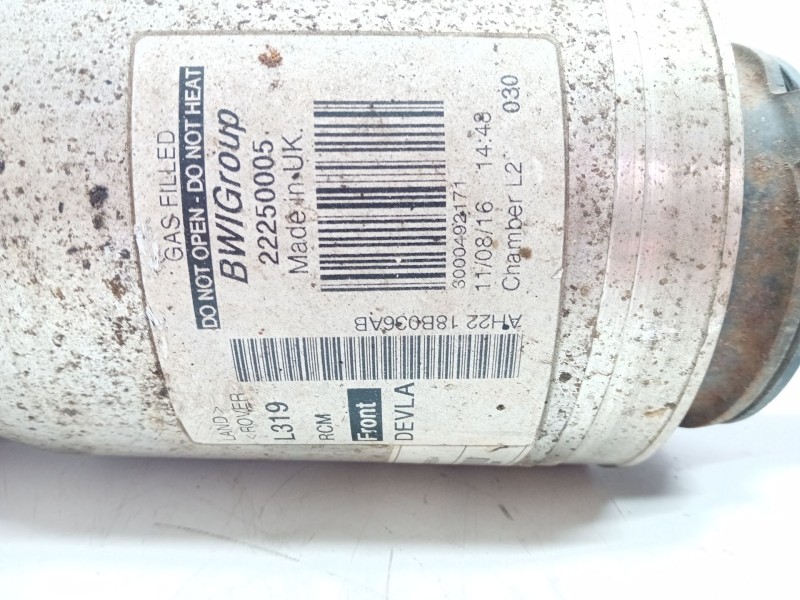 GAS FILLED
DO NOT OPEN - DO NOT HEAT
BWIGroup
22250005
Made in UK
3000492171
11/08/16 14:48
Chamber L2 030
AH22 18B036AB
LAND>
<ROVER
L319
RCM
Front
DEVLA